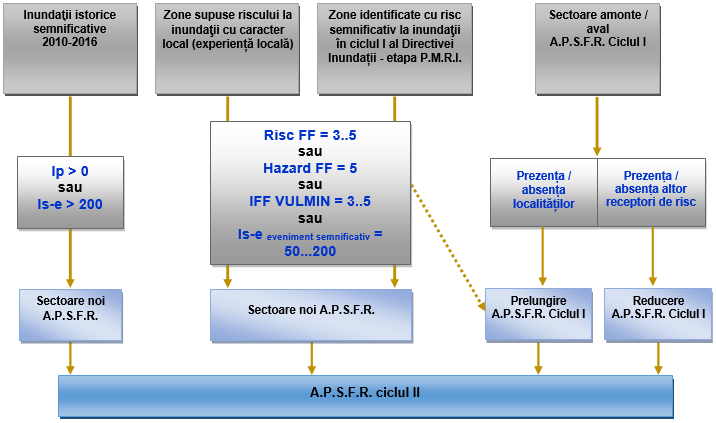 Inundații istorice
semnificative
2010-2016
Zone supuse riscului la
inundații cu caracter
local (experiență locală)
Zone identificate cu risc
semnificativ la inundații
în ciclul I al Directivei
Inundații - etapa P.M.R.I.
Sectoare amonte /
aval
A.P.S.F.R. Ciclul I
Ip > 0
sau
Is-e > 200
Risc FF = 3..5
sau
Hazard FF = 5
sau
IFF VULMIN = 3..5
sau
Is-e eveniment semnificativ =
50...200
Prezența /
absența
localităților
Prezența /
absența altor
receptori de risc
Sectoare noi
A.P.S.F.R.
Sectoare noi A.P.S.F.R.
Prelungire
A.P.S.F.R. Ciclul I
Reducere
A.P.S.F.R. Ciclul I
A.P.S.F.R. ciclul II